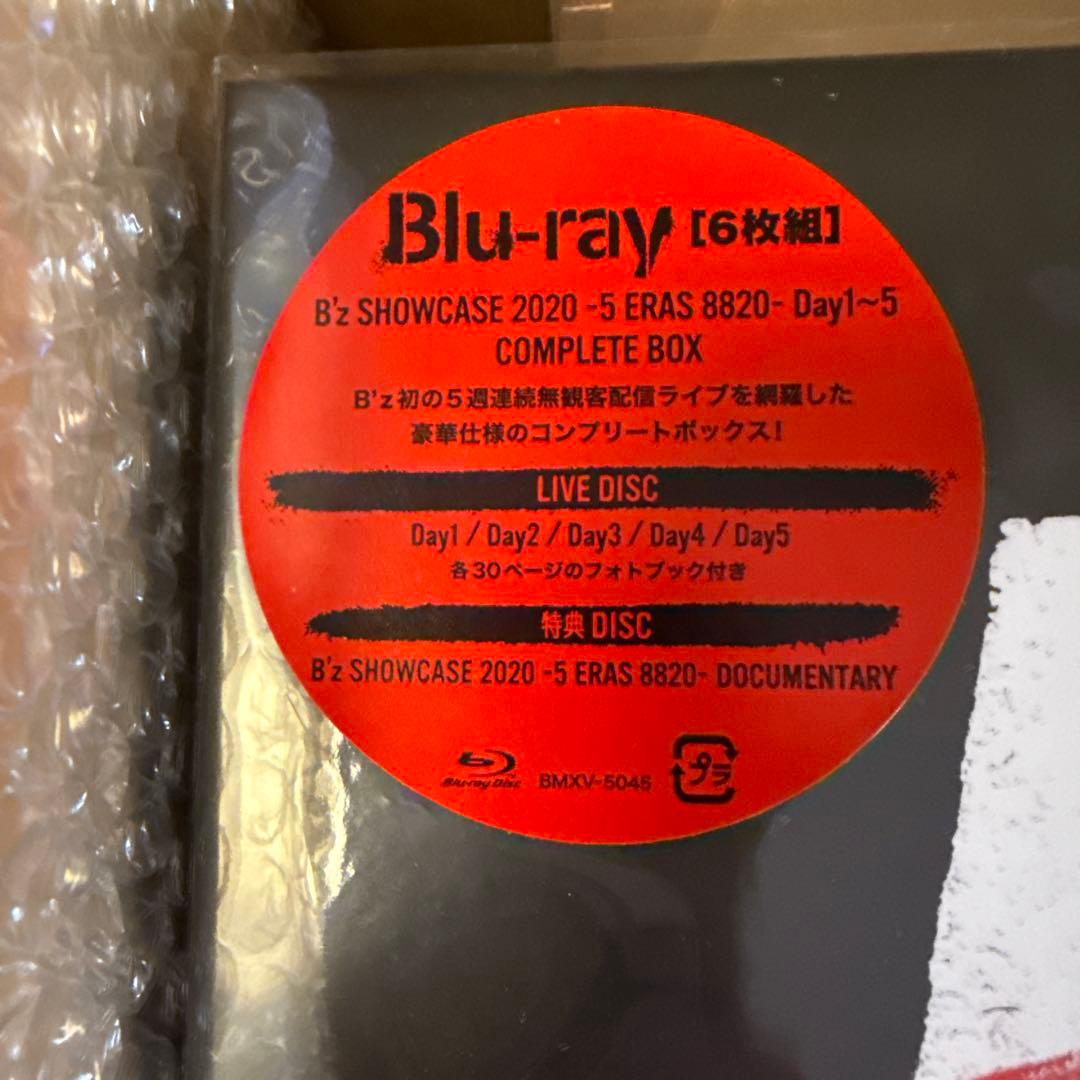 Blu-ray [6枚組]
B'z SHOWCASE 2020 -5 ERAS 8820- Day1~5
COMPLETE BOX
B'z初の5週連続無観客配信ライブを網羅した
豪華仕様のコンプリートボックス!
LIVE DISC
Day1 / Day2 / Day3 / Day4 / Day5
各30ページのフォトブック付き
特典 DISC
B'z SHOWCASE 2020 -5 ERAS 8820- DOCUMENTARY
Blu-ray Disc™ BMXV-5045 プラ